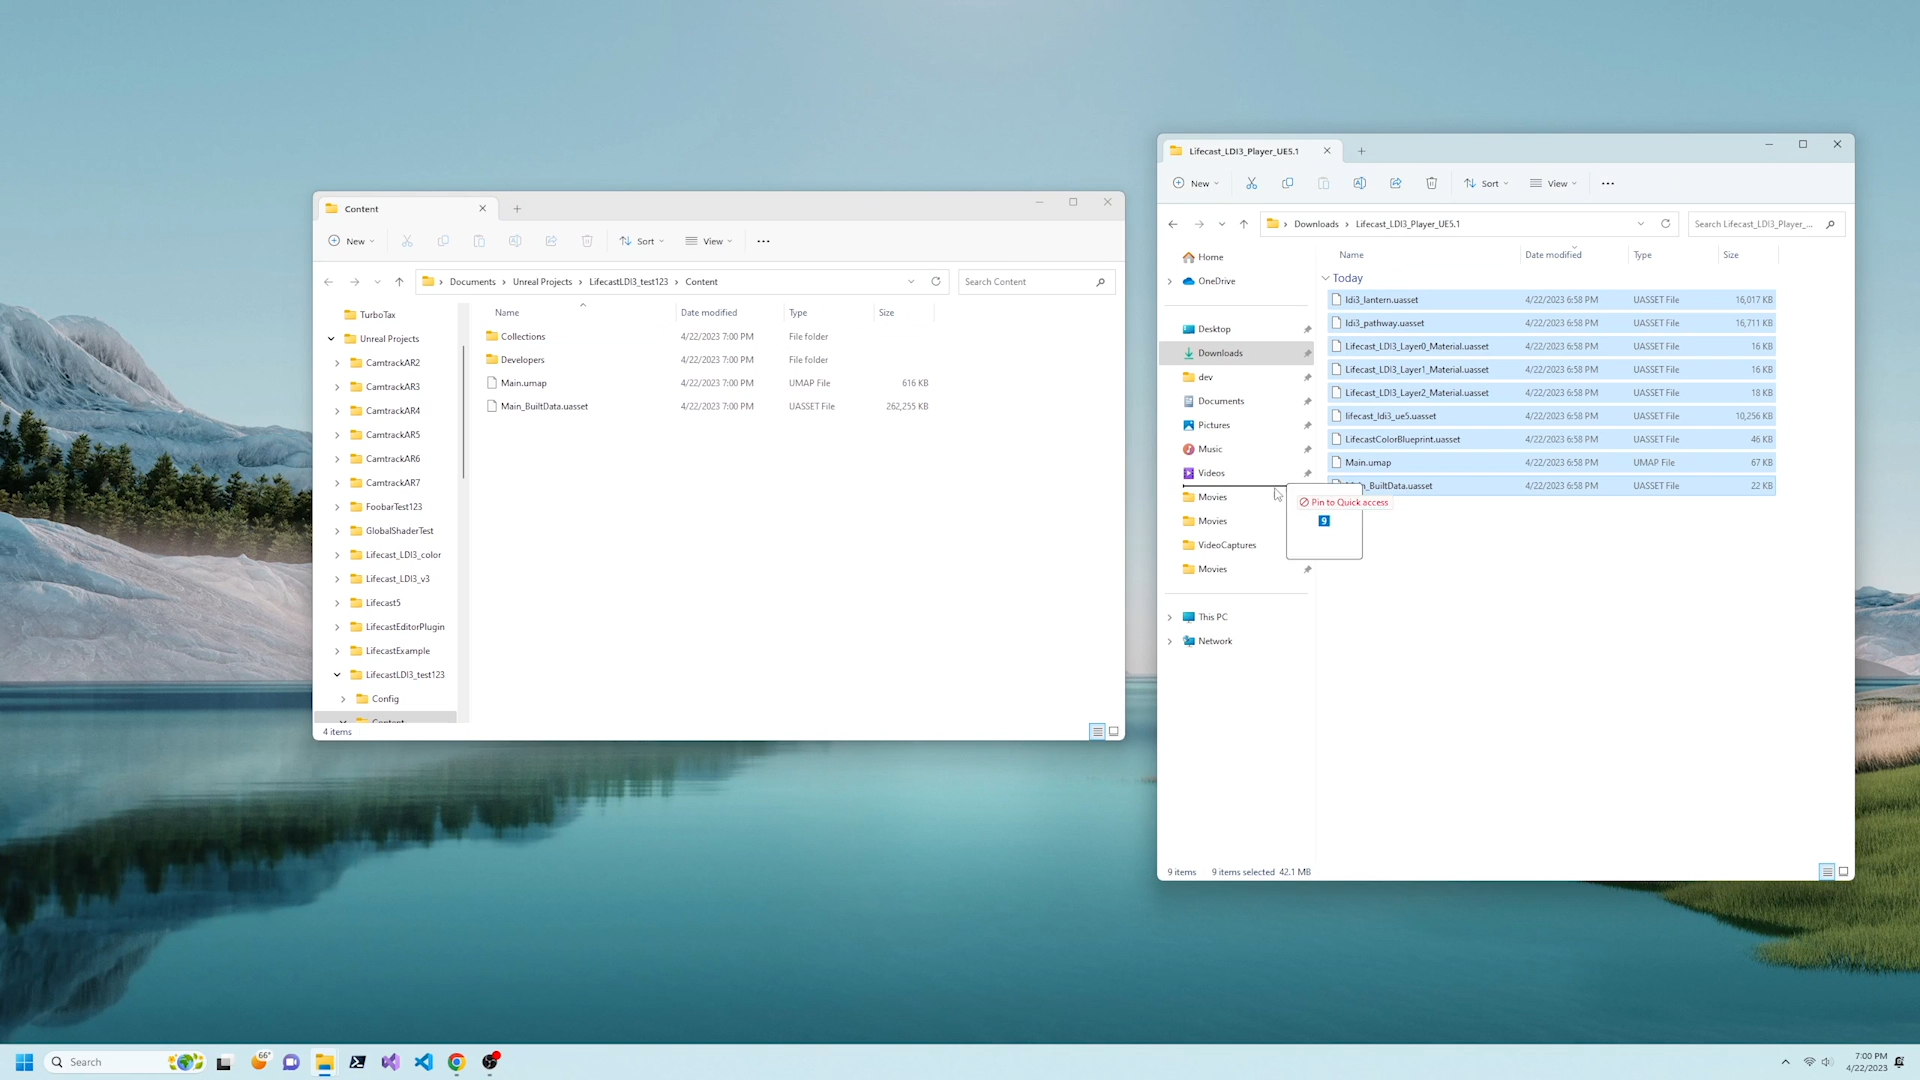 Content
New
Sort
View
Documents
Unreal Projects
LifecastLDI3_test123
Content
Search Content
TurboTax
Unreal Projects
CamtrackAR2
CamtrackAR3
CamtrackAR4
CamtrackAR5
CamtrackAR6
CamtrackAR7
FoobarTest123
GlobalShaderTest
Lifecast_LDI3_color
Lifecast_LDI3_v3
Lifecast5
LifecastEditorPlugin
LifecastExample
LifecastLDI3_test123
Config
Content
Name Date modified Type Size
Collections 4/22/2023 7:00 PM File folder
Developers 4/22/2023 7:00 PM File folder
Main.umap 4/22/2023 7:00 PM UMAP File 616 KB
Main_BuiltData.uasset 4/22/2023 7:00 PM UASSET File 262,255 KB
4 items
Lifecast_LDI3_Player_UE5.1
New
Sort
View
Downloads
Lifecast_LDI3_Player_UE5.1
Search Lifecast_LDI3_Player_...
Home
OneDrive
Desktop
Downloads
dev
Documents
Pictures
Music
Videos
Movies
Movies
VideoCaptures
Movies
This PC
Network
Name Date modified Type Size
Today
ldi3_lantern.uasset 4/22/2023 6:58 PM UASSET File 16,017 KB
ldi3_pathway.uasset 4/22/2023 6:58 PM UASSET File 16,711 KB
Lifecast_LDI3_Layer0_Material.uasset 4/22/2023 6:58 PM UASSET File 16 KB
Lifecast_LDI3_Layer1_Material.uasset 4/22/2023 6:58 PM UASSET File 16 KB
Lifecast_LDI3_Layer2_Material.uasset 4/22/2023 6:58 PM UASSET File 18 KB
lifecast_ldi3_ue5.uasset 4/22/2023 6:58 PM UASSET File 10,256 KB
LifecastColorBlueprint.uasset 4/22/2023 6:58 PM UASSET File 46 KB
Main.umap 4/22/2023 6:58 PM UMAP File 67 KB
_BuiltData.uasset 4/22/2023 6:58 PM UASSET File 22 KB
Pin to Quick access
9
9 items 9 items selected 42.1 MB
Search
66°
7:00 PM
4/22/2023